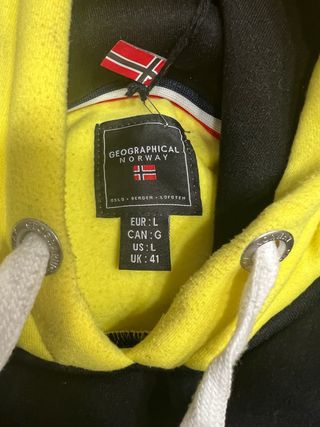 GEOGRAPHICAL
NORWAY
OSLO - BERGEN - LOFOTEN
EUR : L
CAN : G
US : L
UK : 41